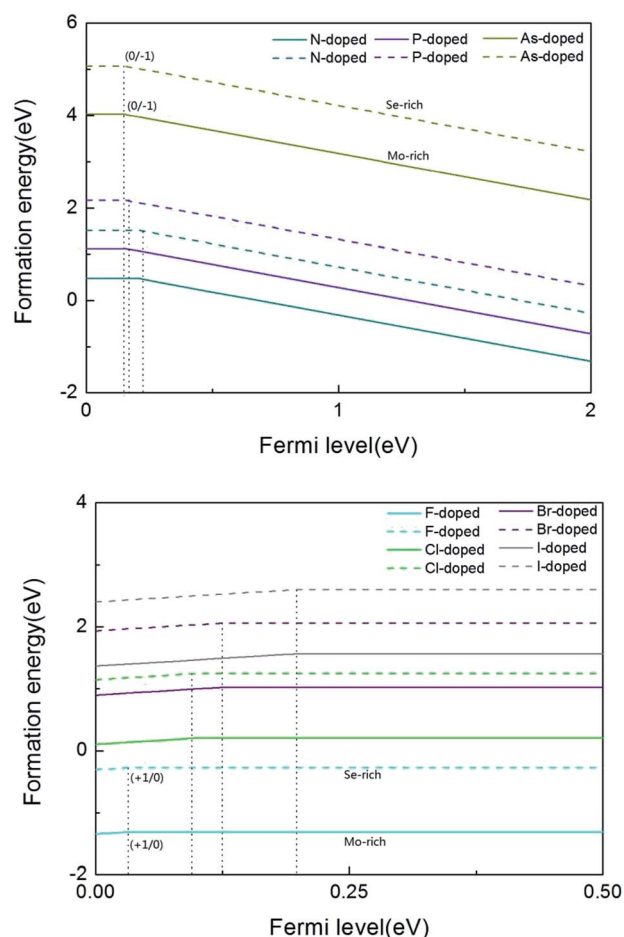 6
4
2
0
-2
Formation energy(eV)
N-doped P-doped As-doped
N-doped P-doped As-doped
(0/-1)
(0/-1)
Se-rich
Mo-rich
0 1 2
Fermi level(eV)
4
2
0
-2
Formation energy(eV)
F-doped Br-doped
F-doped Br-doped
Cl-doped I-doped
Cl-doped I-doped
(+1/0)
Se-rich
(+1/0)
Mo-rich
0.00 0.25 0.50
Fermi level(eV)